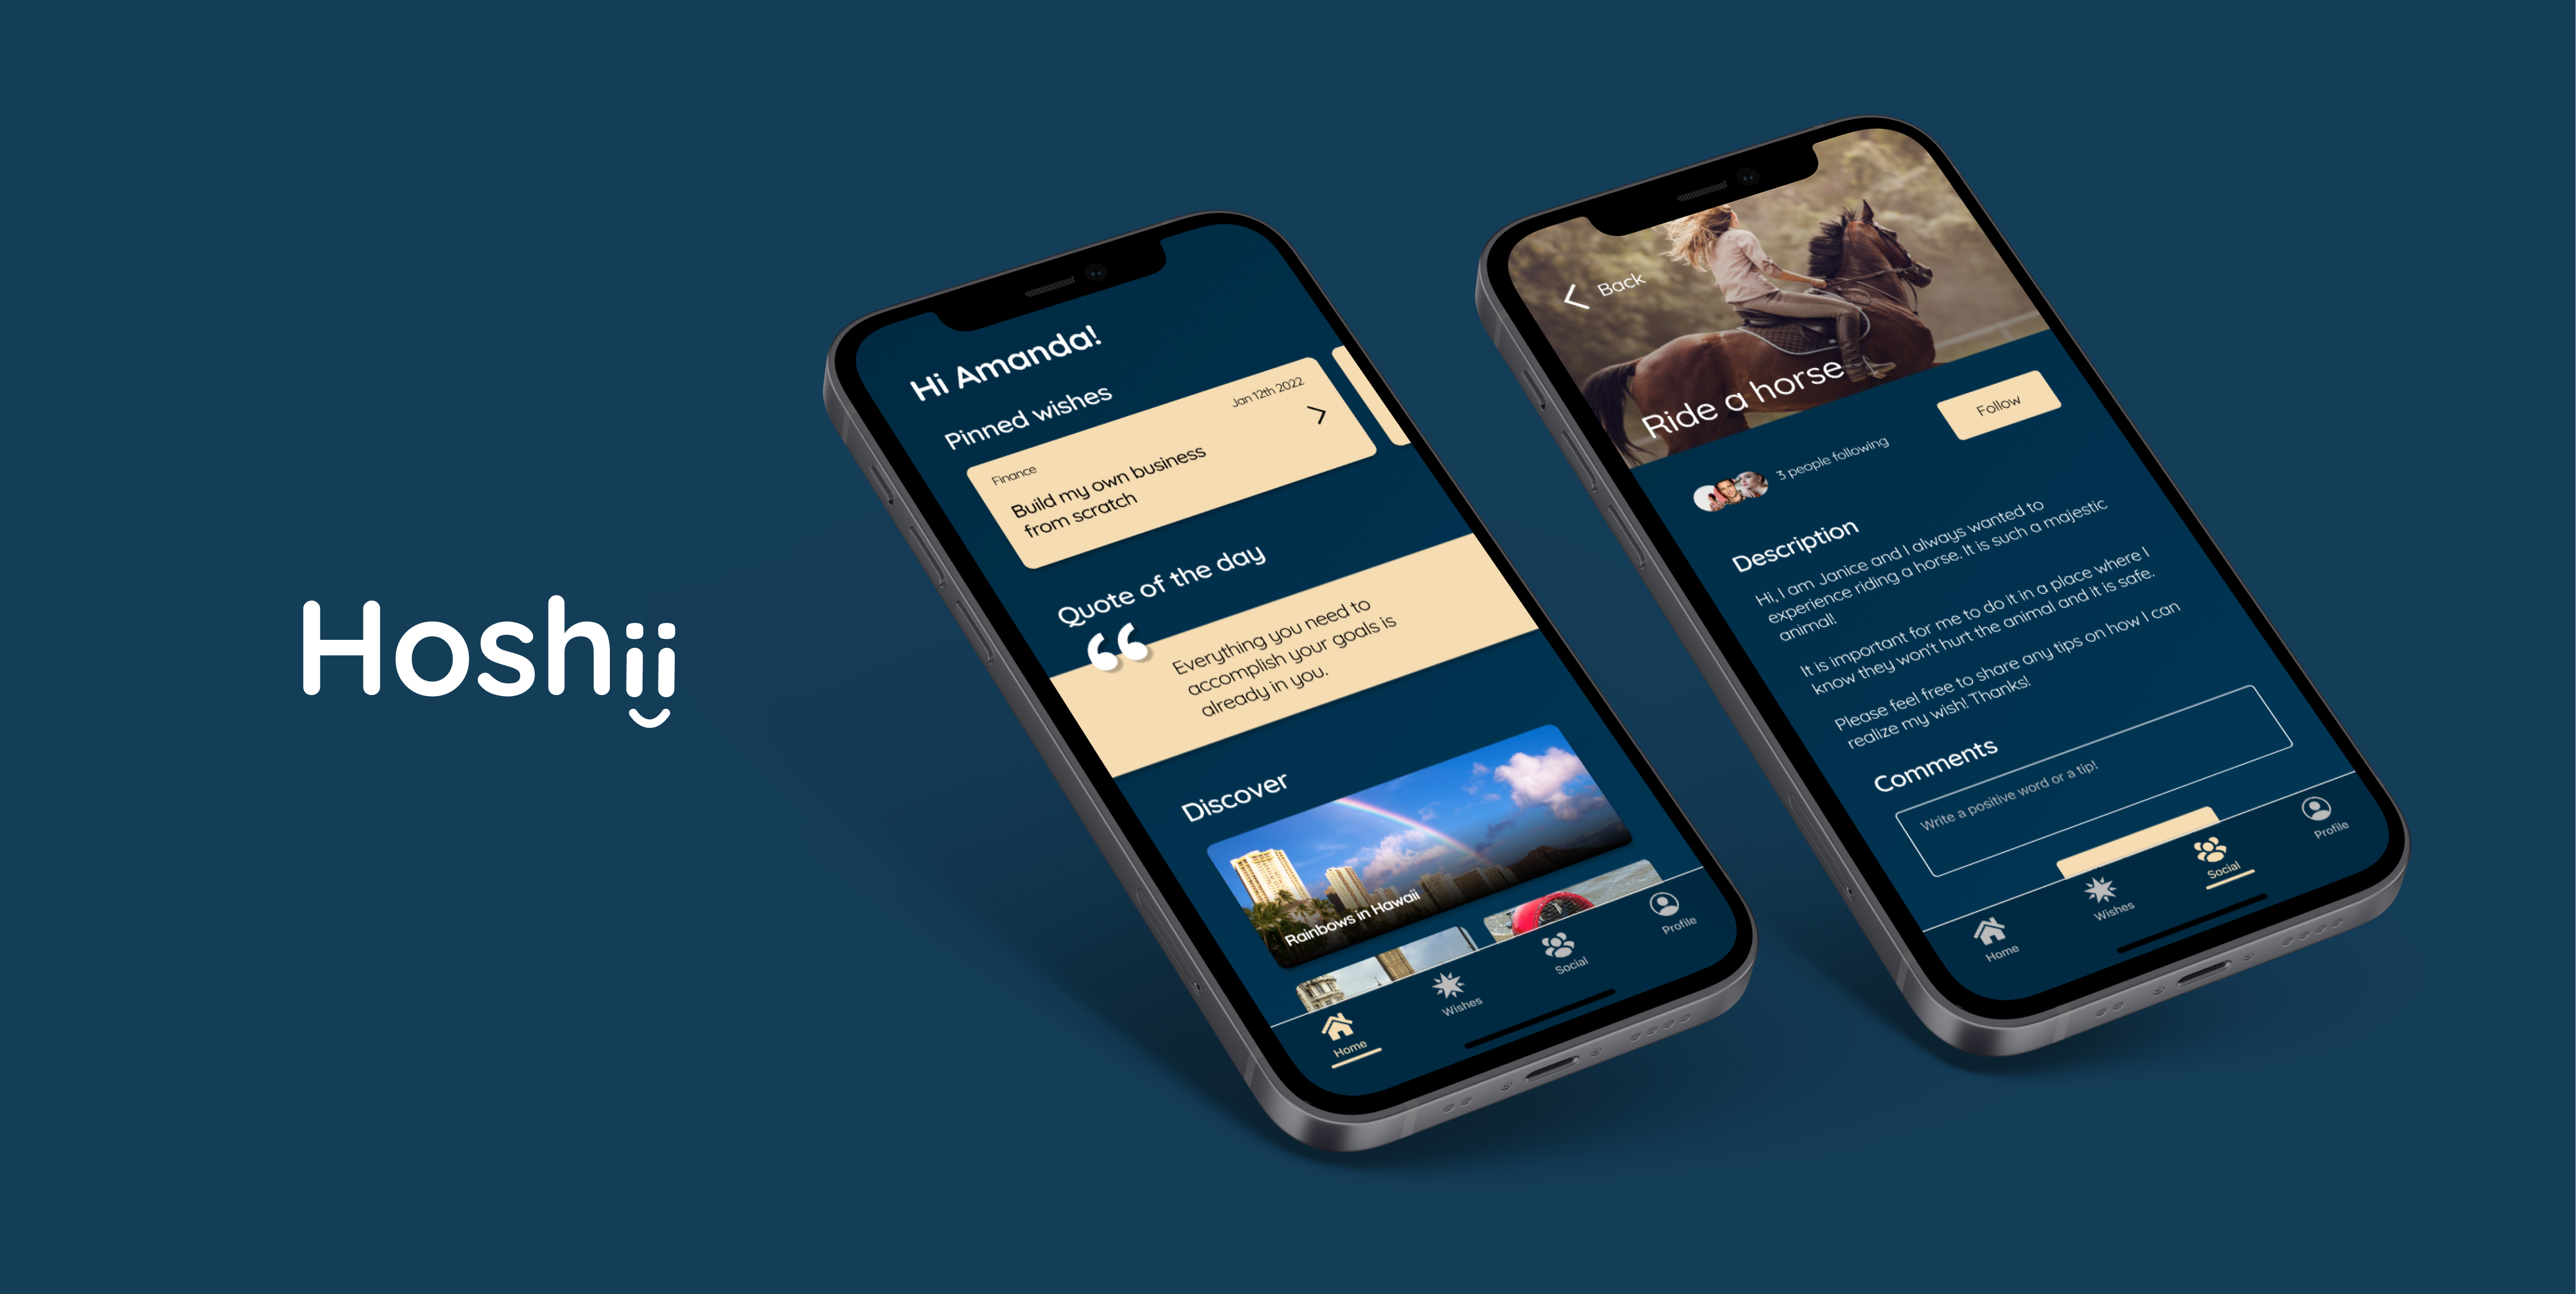 Hoshii
Hi Amanda!
Pinned wishes
Jan 12th 2022
Finance
Build my own business
from scratch
Quote of the day
Everything you need to
accomplish your goals is
already in you.
Discover
Rainbows in Hawaii
Home
Wishes
Social
Profile
Back
Ride a horse
3 people following
Follow
Description
Hi, I am Janice and I always wanted to
experience riding a horse. It is such a majestic
animal!
It is important for me to do it in a place where I
know they won't hurt the animal and it is safe.
Please feel free to share any tips on how I can
realize my wish! Thanks!
Comments
Write a positive word or a tip!
Home
Wishes
Social
Profile